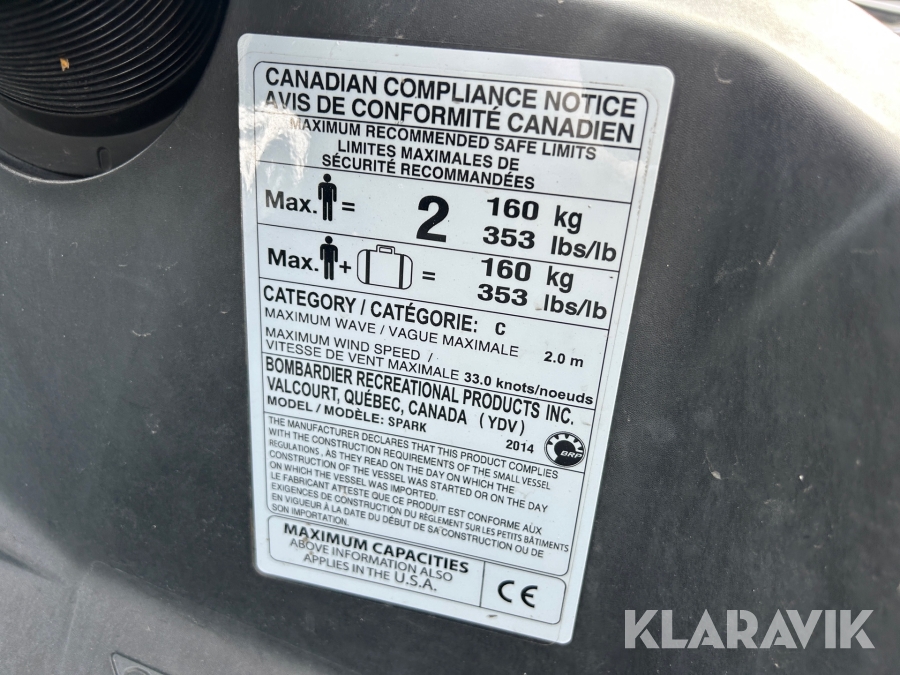 CANADIAN COMPLIANCE NOTICE
AVIS DE CONFORMITÉ CANADIEN
MAXIMUM RECOMMENDED SAFE LIMITS
LIMITES MAXIMALES DE
SÉCURITÉ RECOMMANDÉES
Max. = 2 160 kg
353 lbs/lb
Max. + = 160 kg
353 lbs/lb
CATEGORY / CATÉGORIE: C
MAXIMUM WAVE / VAGUE MAXIMALE 2.0 m
MAXIMUM WIND SPEED /
VITESSE DE VENT MAXIMALE 33.0 knots/noeuds
BOMBARDIER RECREATIONAL PRODUCTS INC.
VALCOURT, QUÉBEC, CANADA (YDV)
MODEL / MODÈLE: SPARK 2014
BRP
THE MANUFACTURER DECLARES THAT THIS PRODUCT COMPLIES
WITH THE CONSTRUCTION REQUIREMENTS OF THE SMALL VESSEL
REGULATIONS, AS THEY READ ON THE DAY ON WHICH THE
CONSTRUCTION OF THE VESSEL WAS STARTED OR ON THE DAY
ON WHICH THE VESSEL WAS IMPORTED.
LE FABRICANT ATTESTE QUE CE PRODUIT EST CONFORME AUX
EXIGENCES DE CONSTRUCTION DU RÈGLEMENT SUR LES PETITS BÂTIMENTS
EN VIGUEUR À LA DATE DU DÉBUT DE SA CONSTRUCTION OU DE
SON IMPORTATION.
MAXIMUM CAPACITIES
ABOVE INFORMATION ALSO
APPLIES IN THE U.S.A.
CE
KLARAVIK